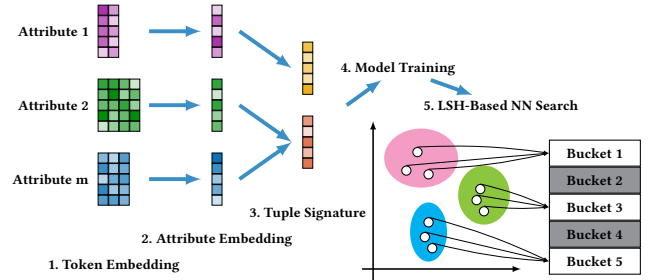 Attribute 1
4. Model Training
Attribute 2
5. LSH-Based NN Search
Bucket 1
Attribute m
Bucket 2
Bucket 3
3. Tuple Signature
Bucket 4
2. Attribute Embedding
Bucket 5
1. Token Embedding